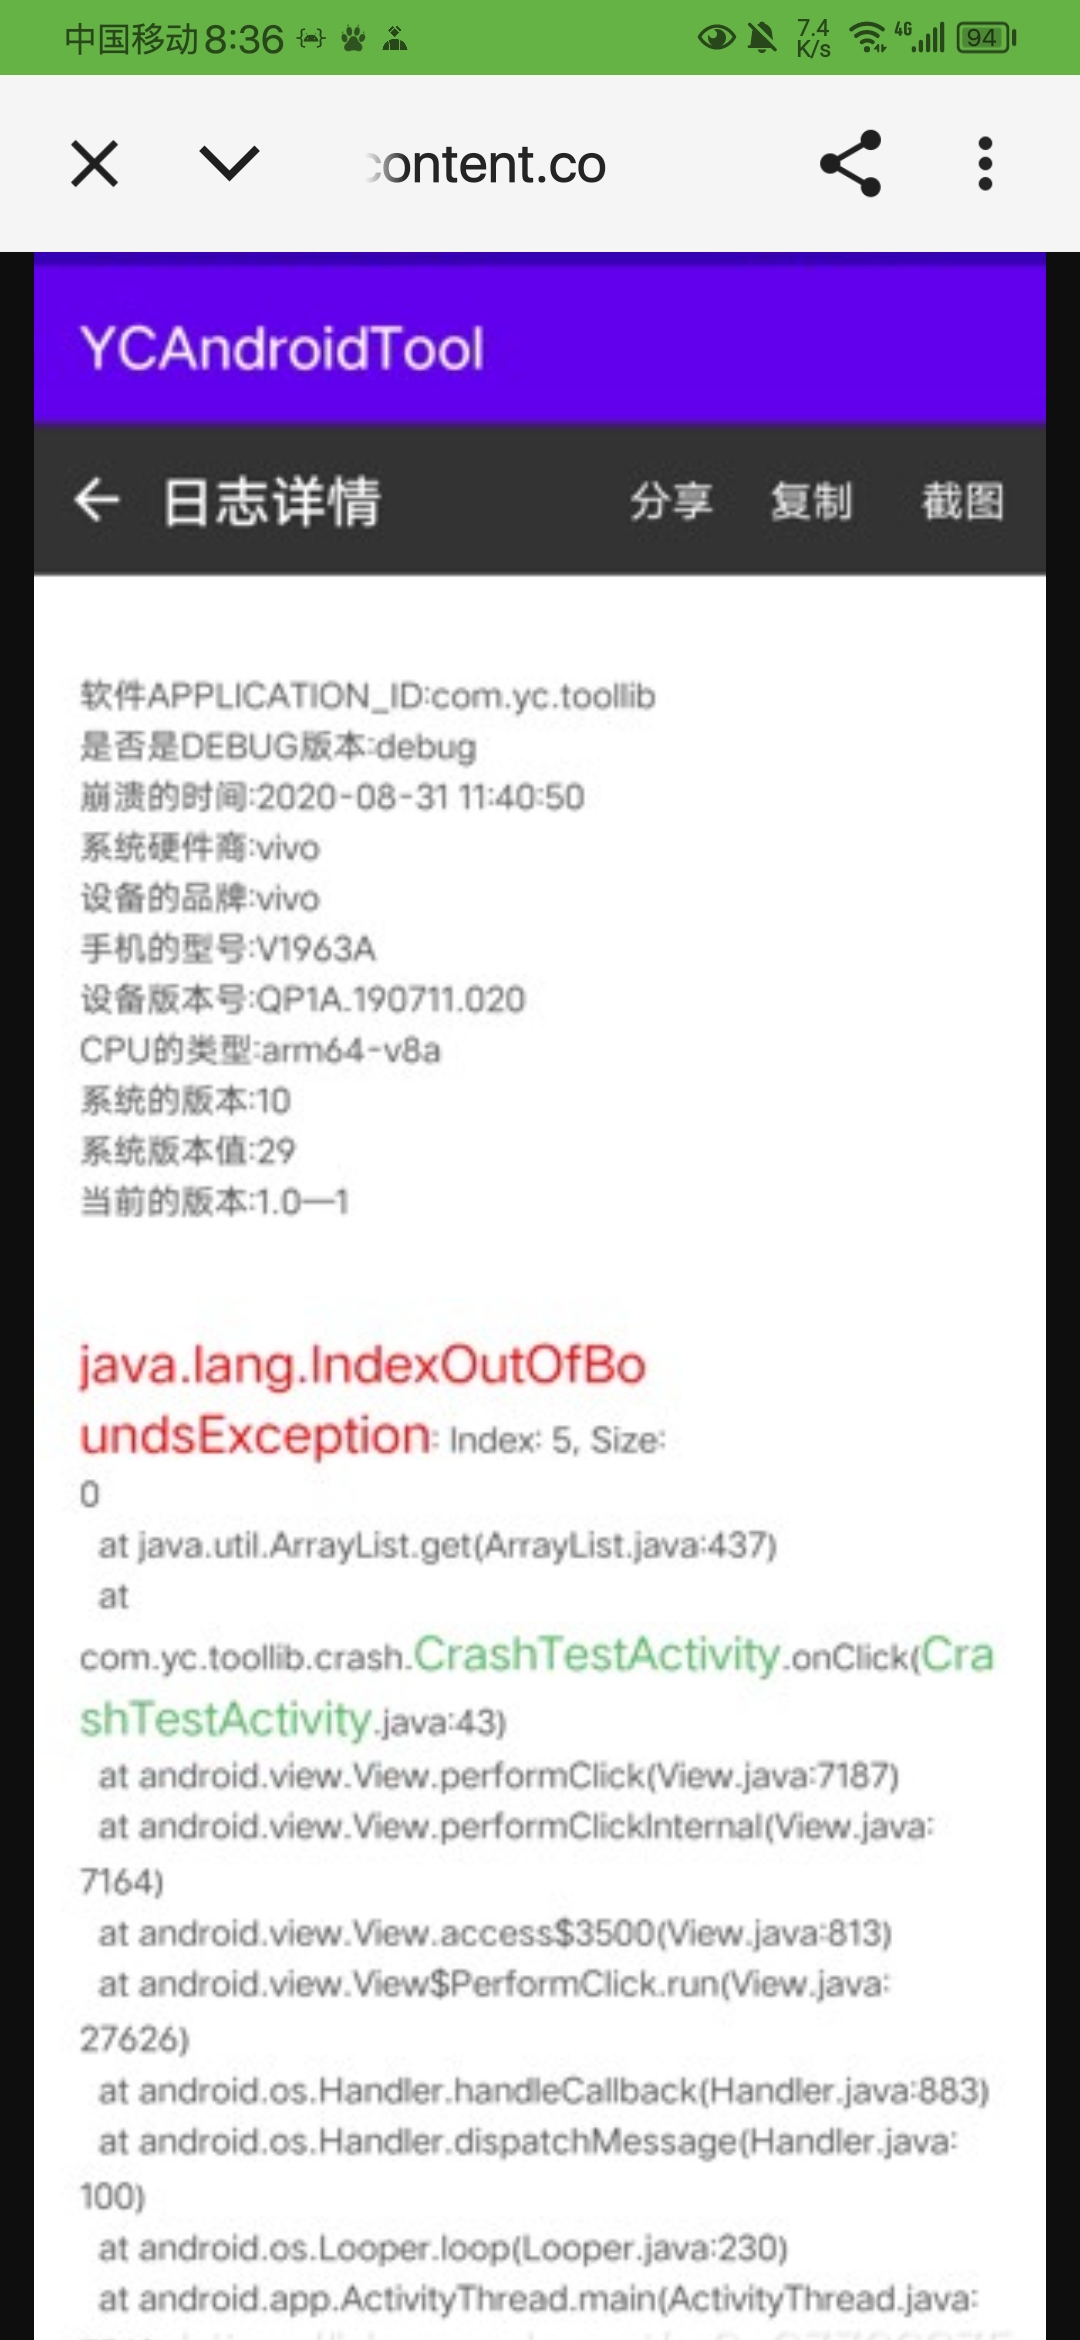 中国移动 8:36 7.4 K/s 4G 94
content.co
YCAndroidTool
日志详情 分享 复制 截图
软件APPLICATION_ID:com.yc.toollib
是否是DEBUG版本:debug
崩溃的时间:2020-08-31 11:40:50
系统硬件商:vivo
设备的品牌:vivo
手机的型号:V1963A
设备版本号:QP1A.190711.020
CPU的类型:arm64-v8a
系统的版本:10
系统版本值:29
当前的版本:1.0—1
java.lang.IndexOutOfBo
undsException: Index: 5, Size:
0
at java.util.ArrayList.get(ArrayList.java:437)
at
com.yc.toollib.crash.CrashTestActivity.onClick(Cra
shTestActivity.java:43)
at android.view.View.performClick(View.java:7187)
at android.view.View.performClickInternal(View.java:
7164)
at android.view.View.access$3500(View.java:813)
at android.view.View$PerformClick.run(View.java:
27626)
at android.os.Handler.handleCallback(Handler.java:883)
at android.os.Handler.dispatchMessage(Handler.java:
100)
at android.os.Looper.loop(Looper.java:230)
at android.app.ActivityThread.main(ActivityThread.java: